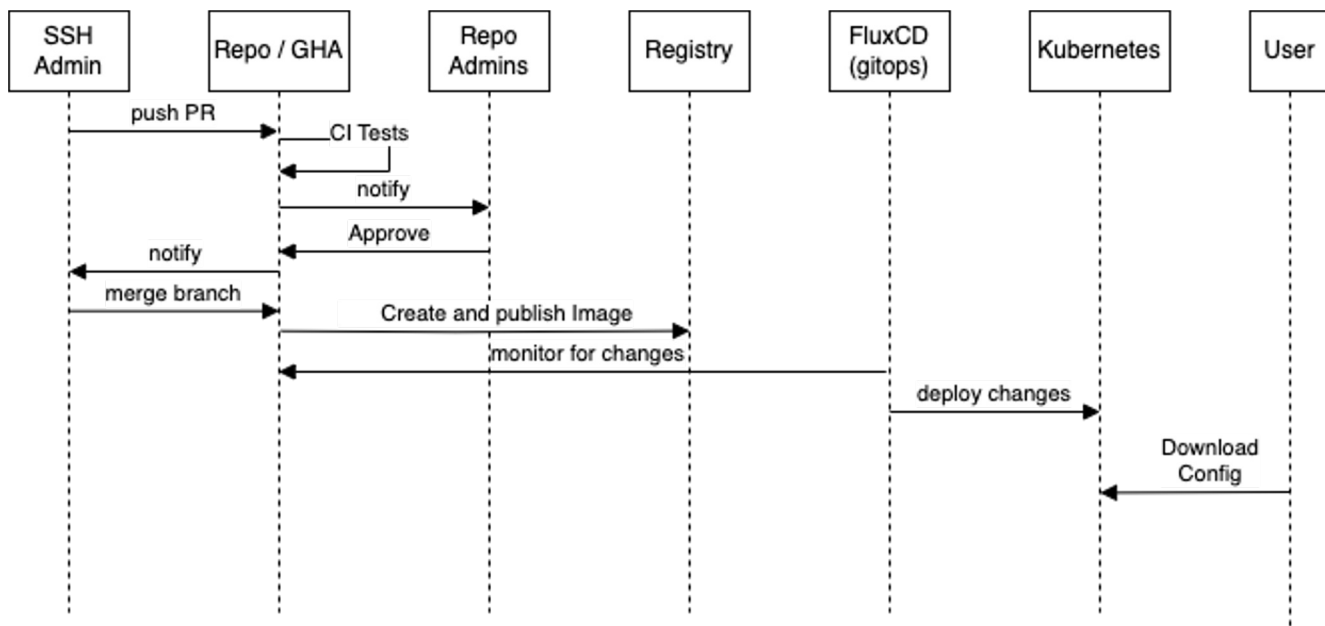 SSH
Admin
Repo / GHA
Repo
Admins
Registry
FluxCD
(gitops)
Kubernetes
User
push PR
CI Tests
notify
Approve
notify
merge branch
Create and publish Image
monitor for changes
deploy changes
Download
Config